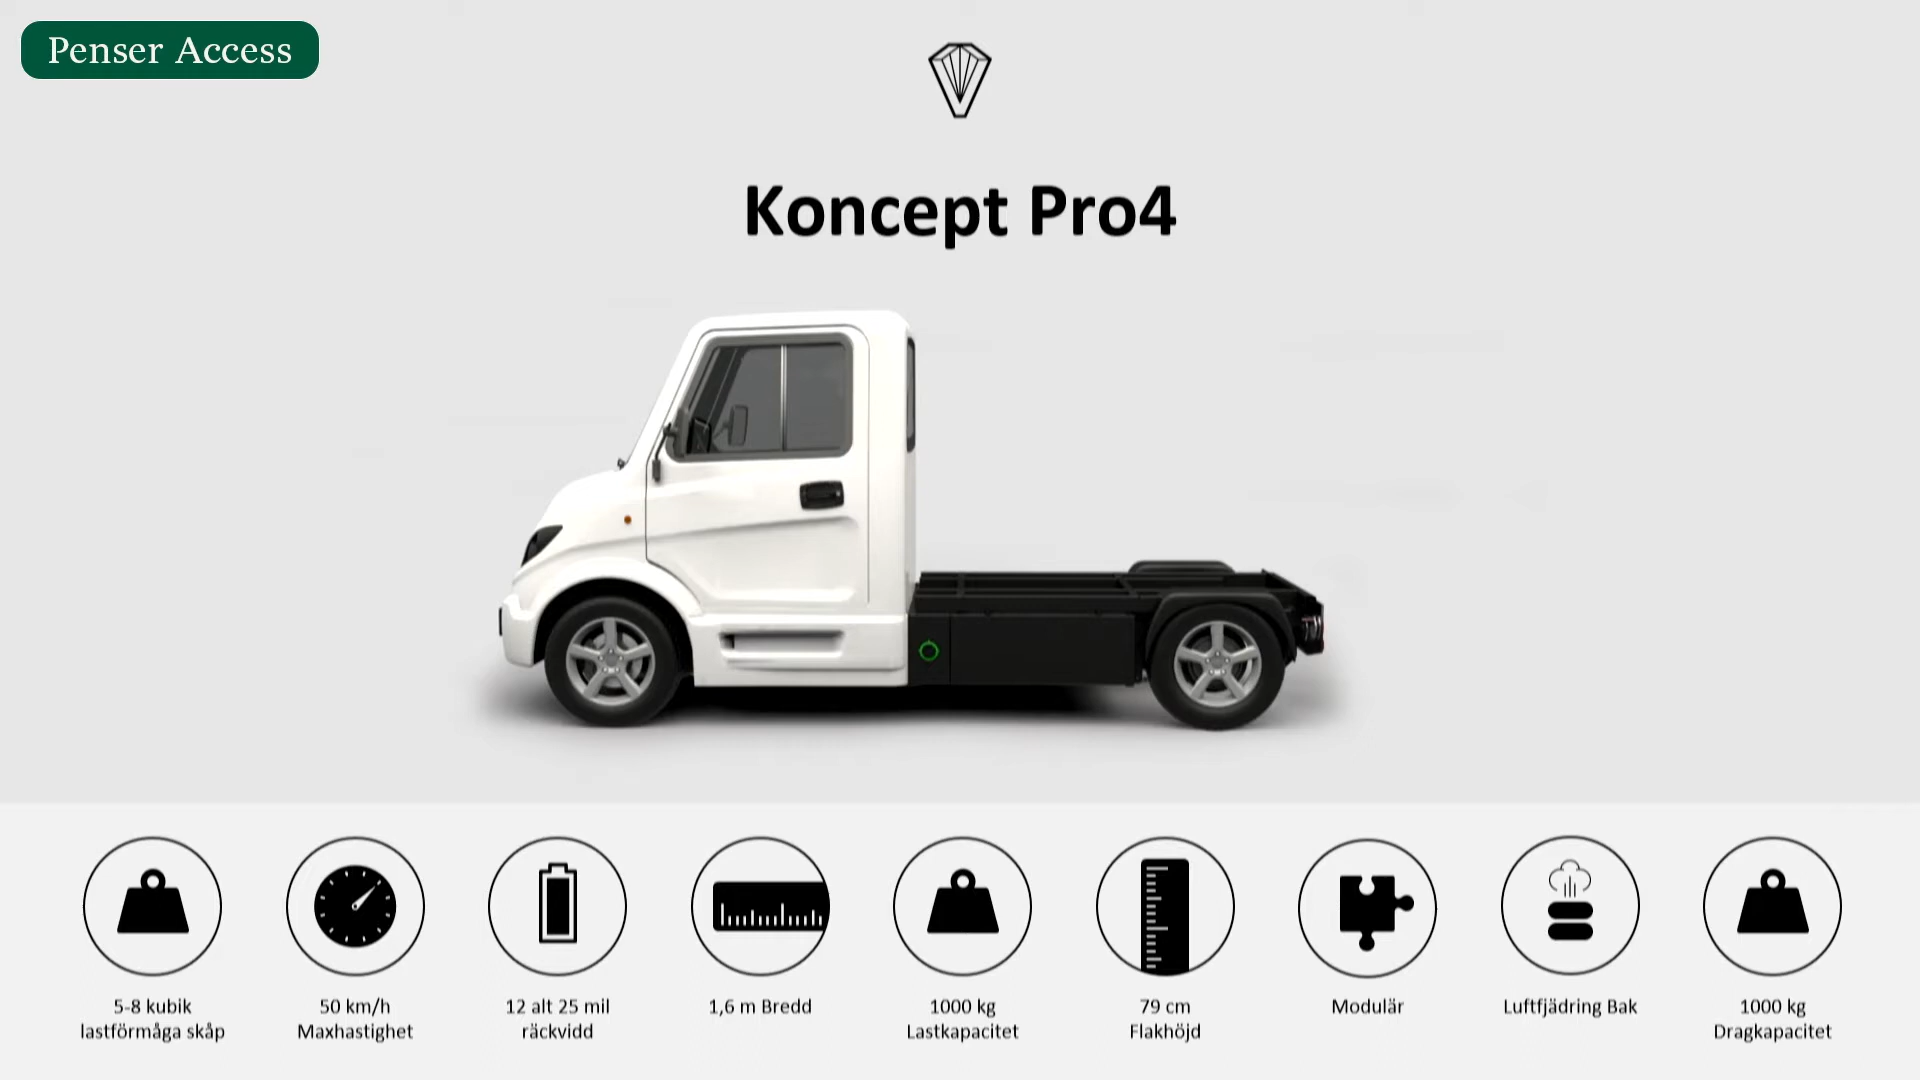 Penser Access
Koncept Pro4
5-8 kubik
lastförmåga skåp
50 km/h
Maxhastighet
12 alt 25 mil
räckvidd
1,6 m Bredd
1000 kg
Lastkapacitet
79 cm
Flakhöjd
Modulär
Luftfjädring Bak
1000 kg
Dragkapacitet